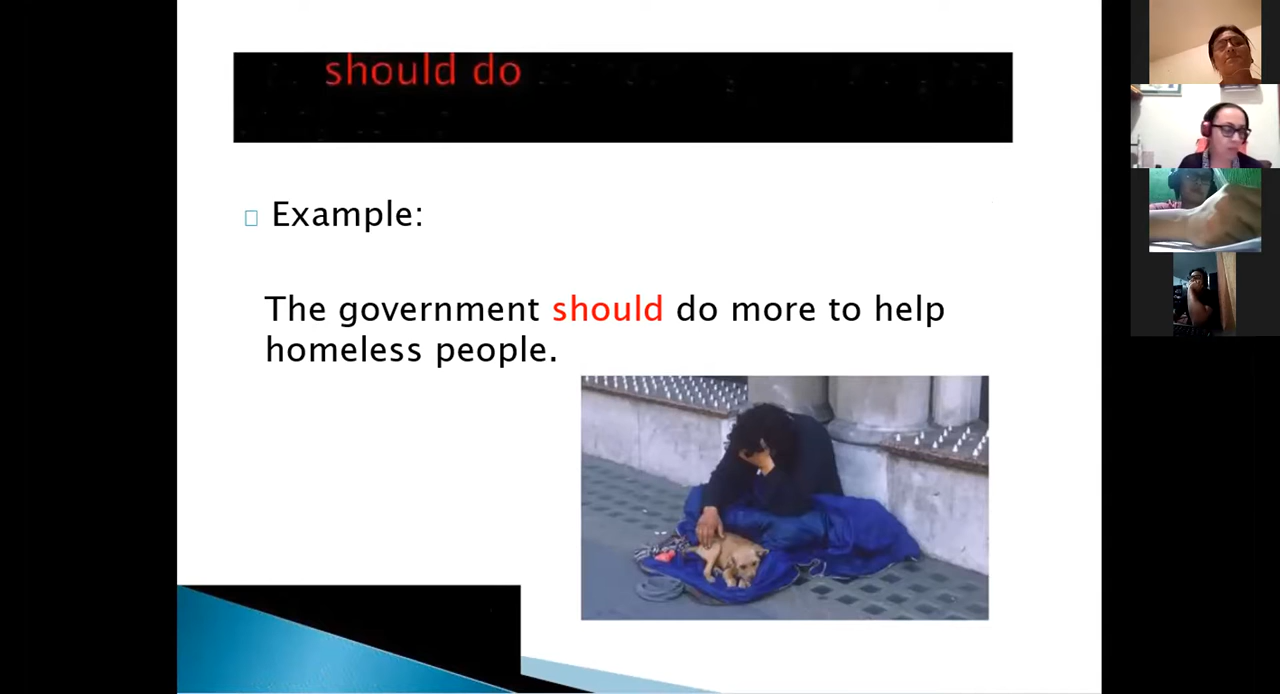 should do
Example:
The government should do more to help
homeless people.